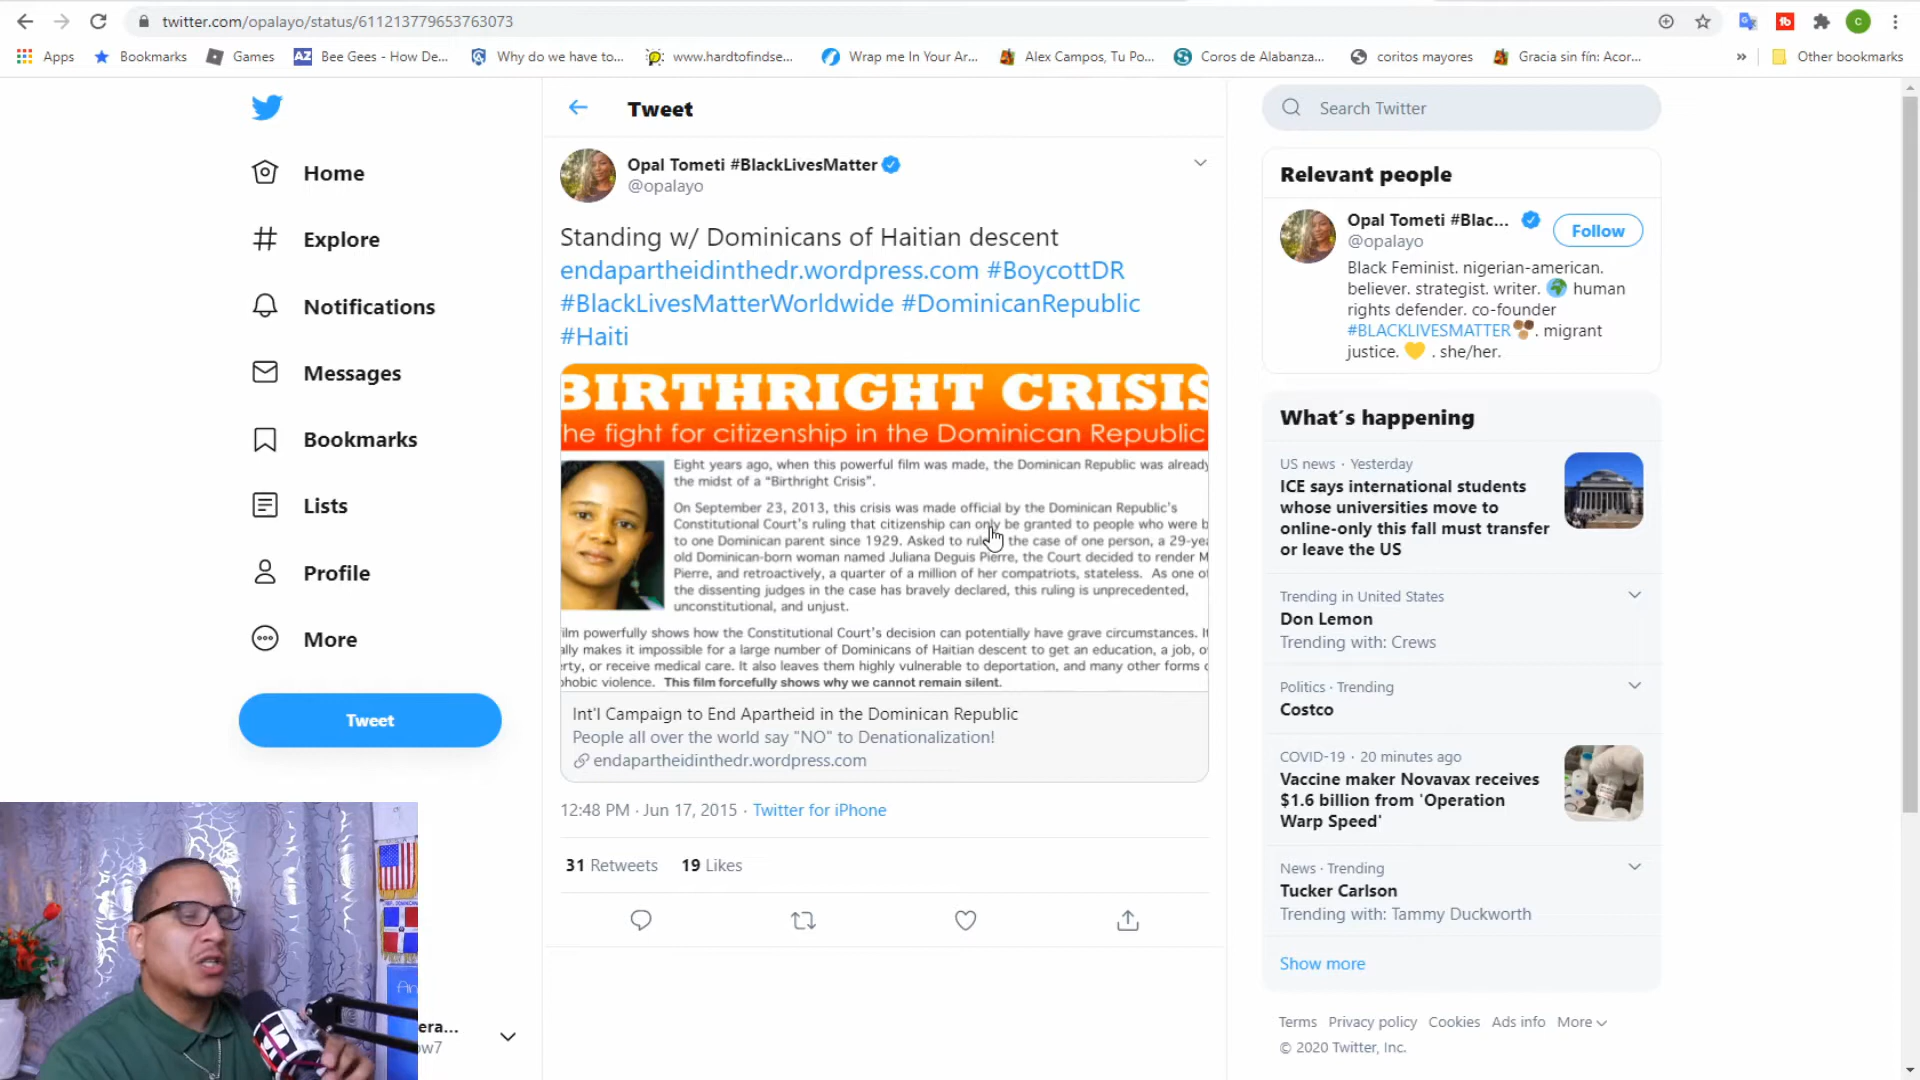 twitter.com/opalayo/status/611213779653763073
Apps
Bookmarks
Games
AZ
Bee Gees - How De...
Why do we have to...
www.hardtofindse...
Wrap me In Your Ar...
Alex Campos, Tu Po...
Coros de Alabanza...
coritos mayores
Gracia sin fín: Acor...
»
Other bookmarks
Home
Explore
Notifications
Messages
Bookmarks
Lists
Profile
More
Tweet
Tweet
Opal Tometi #BlackLivesMatter
@opalayo
Standing w/ Dominicans of Haitian descent
endapartheidinthedr.wordpress.com #BoycottDR
#BlackLivesMatterWorldwide #DominicanRepublic
#Haiti
BIRTHRIGHT CRISIS
he fight for citizenship in the Dominican Republic
Eight years ago, when this powerful film was made, the Dominican Republic was already
the midst of a "Birthright Crisis".
On September 23, 2013, this crisis was made official by the Dominican Republic's
Constitutional Court's ruling that citizenship can only be granted to people who were b
to one Dominican parent since 1929. Asked to rul the case of one person, a 29-yea
old Dominican-born woman named Juliana Deguis Pierre, the Court decided to render M
Pierre, and retroactively, a quarter of a million of her compatriots, stateless. As one of
the dissenting judges in the case has bravely declared, this ruling is unprecedented,
unconstitutional, and unjust.
ilm powerfully shows how the Constitutional Court's decision can potentially have grave circumstances. It
ally makes it impossible for a large number of Dominicans of Haitian descent to get an education, a job, o
erty, or receive medical care. It also leaves them highly vulnerable to deportation, and many other forms o
phobic violence. This film forcefully shows why we cannot remain silent.
Int'l Campaign to End Apartheid in the Dominican Republic
People all over the world say "NO" to Denationalization!
endapartheidinthedr.wordpress.com
12:48 PM · Jun 17, 2015 · Twitter for iPhone
31 Retweets 19 Likes
Search Twitter
Relevant people
Opal Tometi #Blac...
@opalayo
Follow
Black Feminist. nigerian-american.
believer. strategist. writer. 🌍 human
rights defender. co-founder
#BLACKLIVESMATTER. migrant
justice. 💛 . she/her.
What's happening
US news · Yesterday
ICE says international students
whose universities move to
online-only this fall must transfer
or leave the US
Trending in United States
Don Lemon
Trending with: Crews
Politics · Trending
Costco
COVID-19 · 20 minutes ago
Vaccine maker Novavax receives
$1.6 billion from 'Operation
Warp Speed'
News · Trending
Tucker Carlson
Trending with: Tammy Duckworth
Show more
Terms Privacy policy Cookies Ads info More
© 2020 Twitter, Inc.
era...
ow7